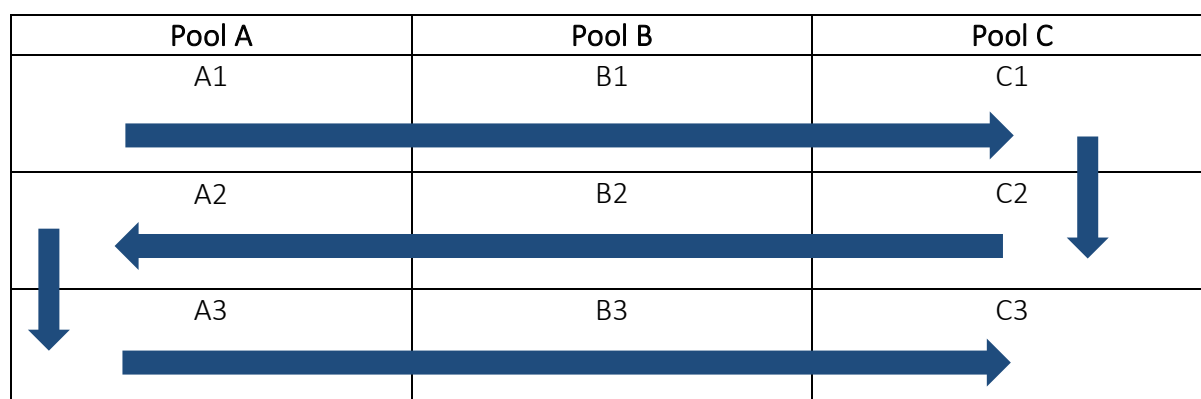 Pool A Pool B Pool C
A1 B1 C1
A2 B2 C2
A3 B3 C3